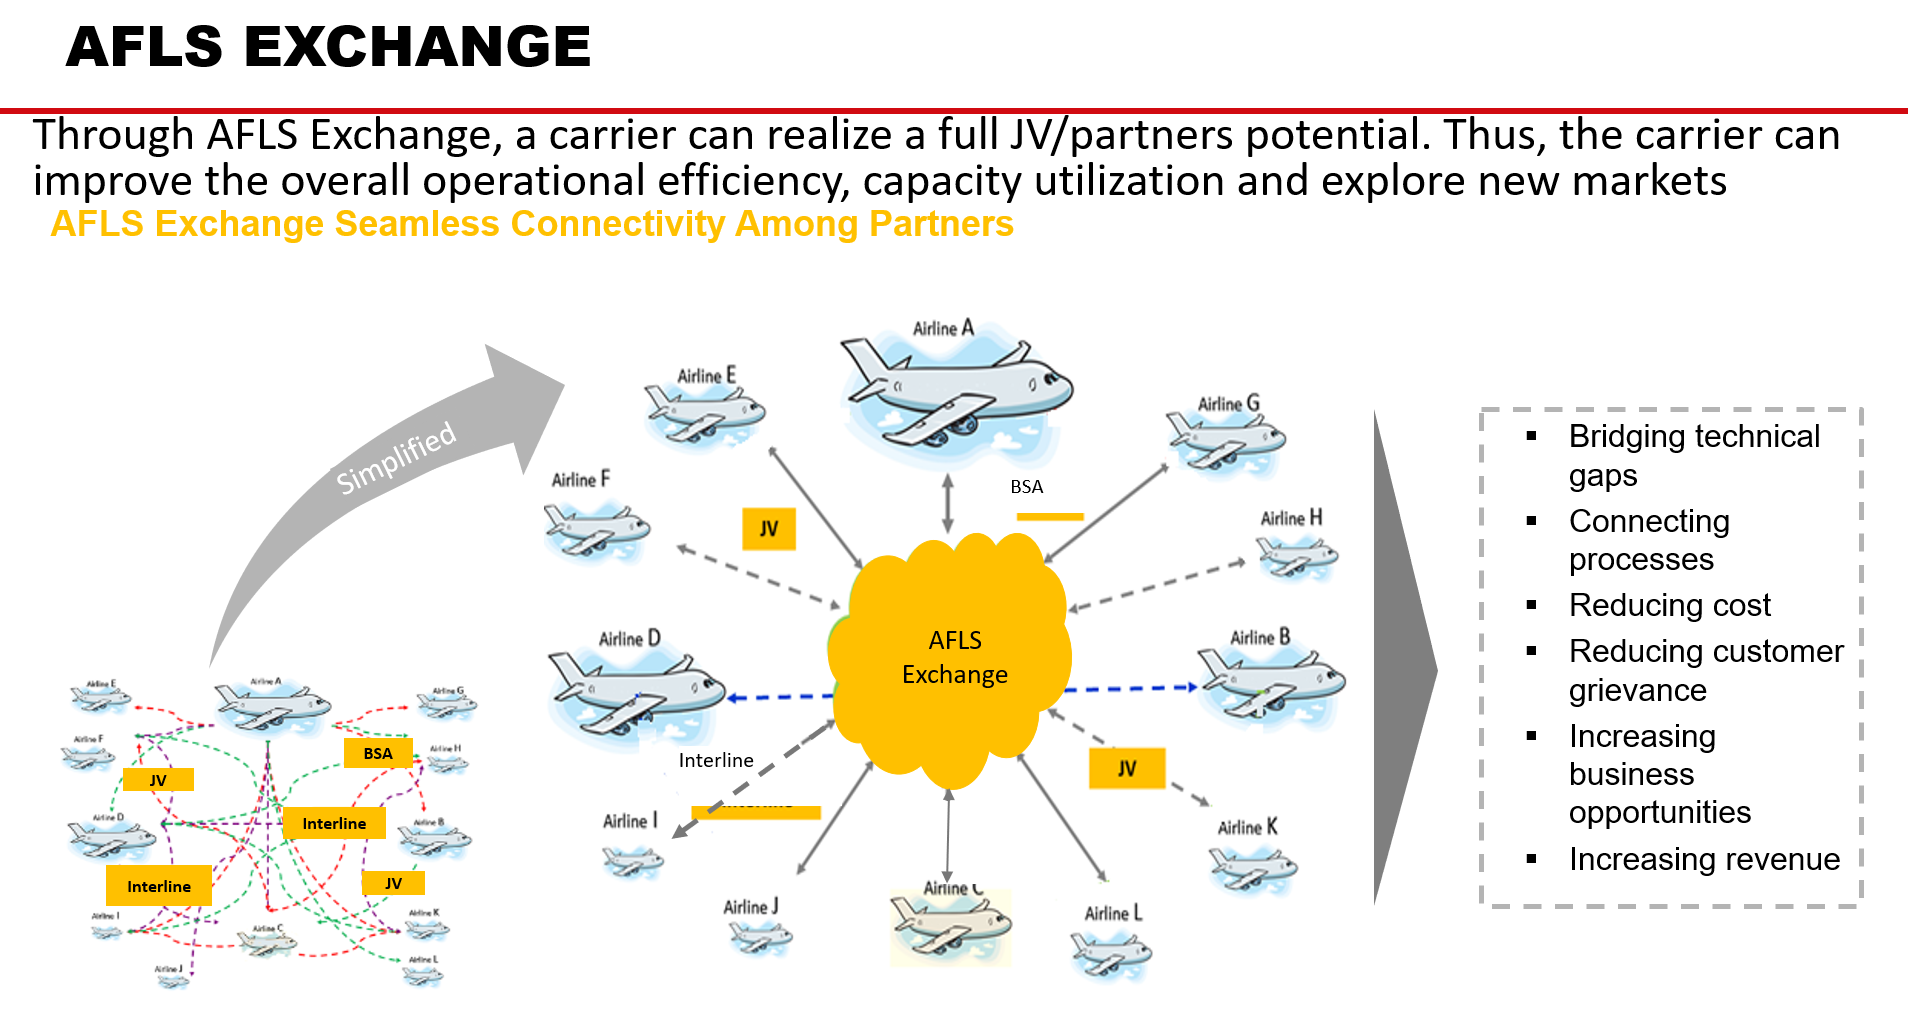 AFLS EXCHANGE
Through AFLS Exchange, a carrier can realize a full JV/partners potential. Thus, the carrier can
improve the overall operational efficiency, capacity utilization and explore new markets
AFLS Exchange Seamless Connectivity Among Partners
Simplified
Airline E
Airline A
Airline G
Airline F
BSA
Airline H
JV
JV
Interline
Airline D
Interline
JV
Airline B
Airline I
Airline C
Airline K
Airline J
Airline L
Airline A
Airline E
Airline G
Airline F
BSA
JV
Airline H
Airline D
AFLS
Exchange
Airline B
Interline
Interline
JV
Airline I
Airline K
Airline J
Airline C
Airline L
▪ Bridging technical
gaps
▪ Connecting
processes
▪ Reducing cost
▪ Reducing customer
grievance
▪ Increasing
business
opportunities
▪ Increasing revenue